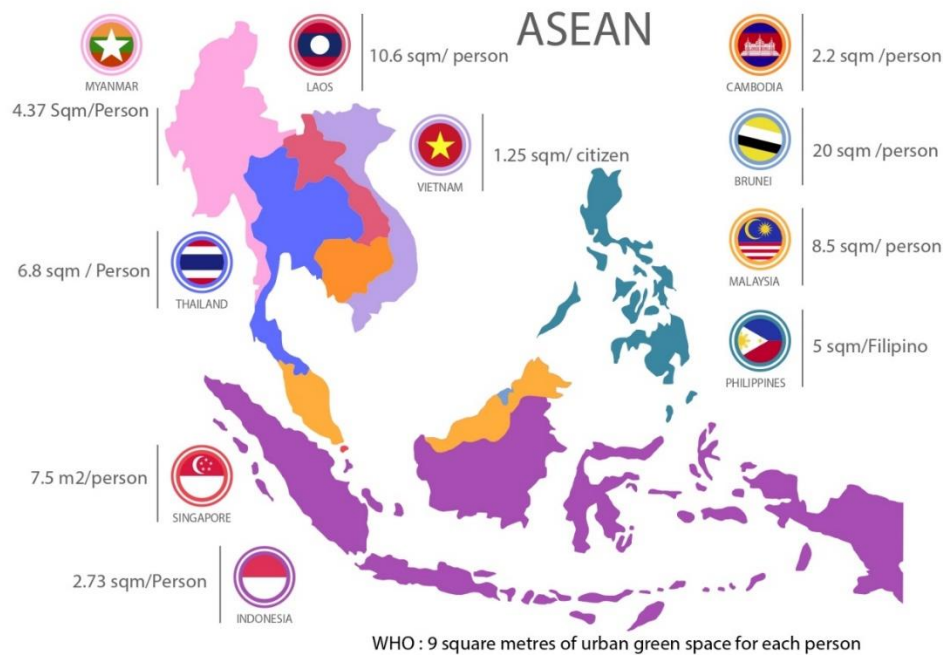 ASEAN
MYANMAR
4.37 Sqm/Person
LAOS
10.6 sqm/ person
VIETNAM
1.25 sqm/ citizen
CAMBODIA
2.2 sqm /person
BRUNEI
20 sqm /person
MALAYSIA
8.5 sqm/ person
PHILIPPINES
5 sqm/Filipino
6.8 sqm / Person
THAILAND
7.5 m2/person
SINGAPORE
2.73 sqm/Person
INDONESIA
WHO : 9 square metres of urban green space for each person